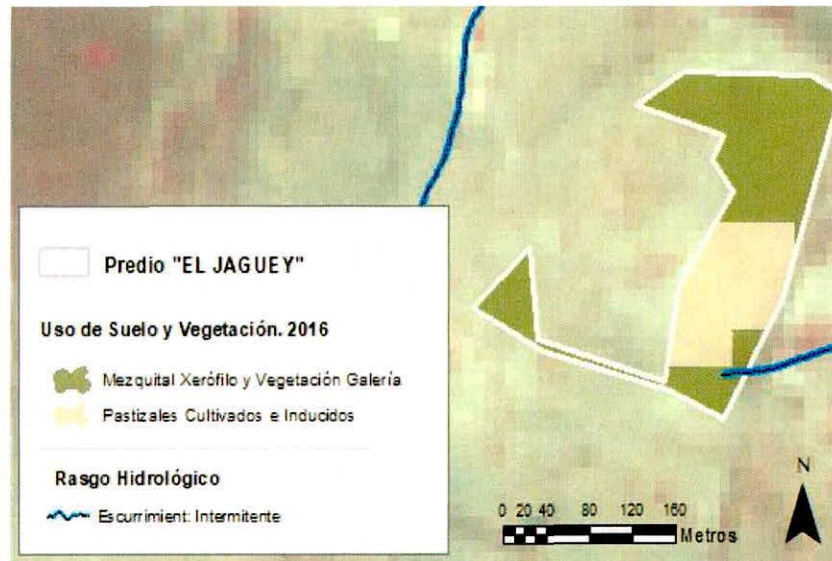 Predio "EL JAGUEY"
Uso de Suelo y Vegetación. 2016
Mezquital Xerófilo y Vegetación Galería
Pastizales Cultivados e Inducidos
Rasgo Hidrológico
Escurrimient: Intermitente
N
0 20 40 80 120 160
Metros